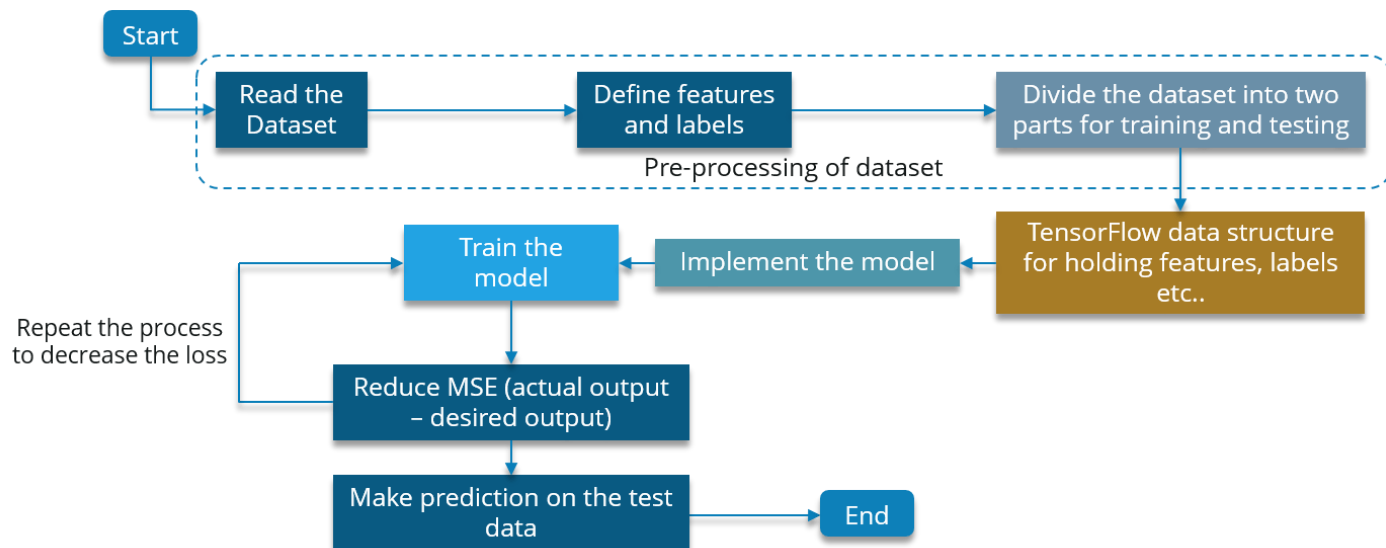 Start
Read the
Dataset
Define features
and labels
Divide the dataset into two
parts for training and testing
Pre-processing of dataset
TensorFlow data structure
for holding features, labels
etc..
Implement the model
Train the
model
Repeat the process
to decrease the loss
Reduce MSE (actual output
– desired output)
Make prediction on the test
data
End